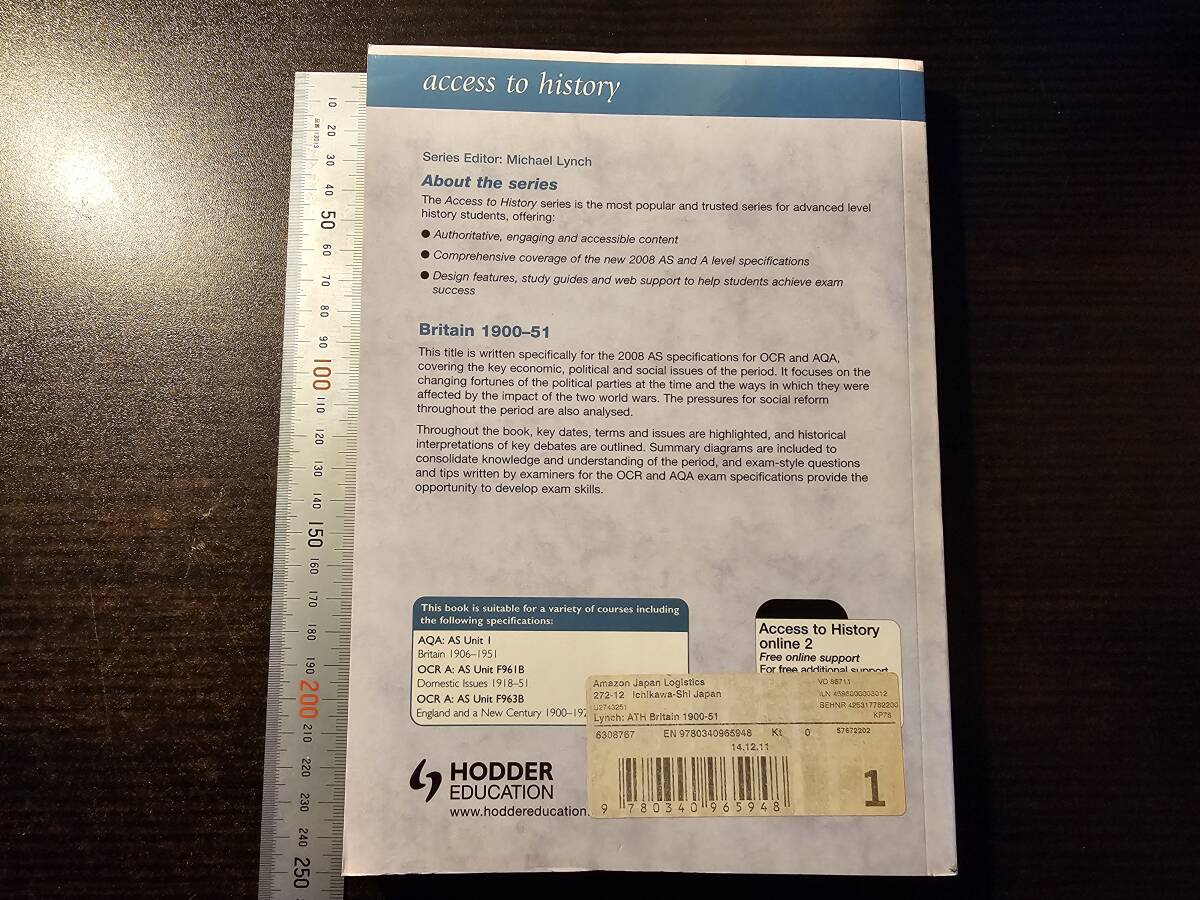 access to history
Series Editor: Michael Lynch
About the series
The Access to History series is the most popular and trusted series for advanced level
history students, offering:
● Authoritative, engaging and accessible content
● Comprehensive coverage of the new 2008 AS and A level specifications
● Design features, study guides and web support to help students achieve exam
success
Britain 1900–51
This title is written specifically for the 2008 AS specifications for OCR and AQA,
covering the key economic, political and social issues of the period. It focuses on the
changing fortunes of the political parties at the time and the ways in which they were
affected by the impact of the two world wars. The pressures for social reform
throughout the period are also analysed.
Throughout the book, key dates, terms and issues are highlighted, and historical
interpretations of key debates are outlined. Summary diagrams are included to
consolidate knowledge and understanding of the period, and exam-style questions
and tips written by examiners for the OCR and AQA exam specifications provide the
opportunity to develop exam skills.
This book is suitable for a variety of courses including
the following specifications:
AQA: AS Unit 1
Britain 1906–1951
OCR A: AS Unit F961B
Domestic Issues 1918–51
OCR A: AS Unit F963B
England and a New Century 1900–
Access to History
online 2
Free online support
For free additional support
HODDER
EDUCATION
www.hoddereducation.
Amazon Japan Logistics
272-12 Ichikawa-Shi Japan
U2743251
Lynch: ATH Britain 1900-51
KP78
6308767 EN 9780340965948 Kt 0 57672202
14.12.11
9 780340 965948
1
10
20
30
40
50
60
70
80
90
100
110
120
130
140
150
160
170
180
190
200
210
220
230
240
250